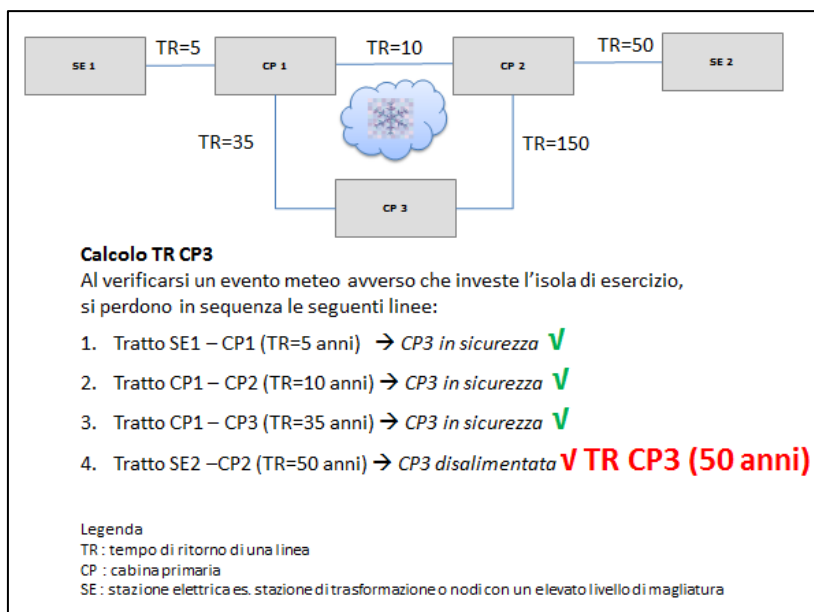 TR=5
TR=10
TR=50
SE 1
CP 1
CP 2
SE 2
TR=35
TR=150
CP 3
Calcolo TR CP3
Al verificarsi un evento meteo avverso che investe l'isola di esercizio,
si perdono in sequenza le seguenti linee:
1. Tratto SE1 – CP1 (TR=5 anni) → CP3 in sicurezza √
2. Tratto CP1 – CP2 (TR=10 anni) → CP3 in sicurezza √
3. Tratto CP1 – CP3 (TR=35 anni) → CP3 in sicurezza √
4. Tratto SE2 –CP2 (TR=50 anni) → CP3 disalimentata √ TR CP3 (50 anni)
Legenda
TR : tempo di ritorno di una linea
CP : cabina primaria
SE : stazione elettrica es. stazione di trasformazione o nodi con un elevato livello di magliatura